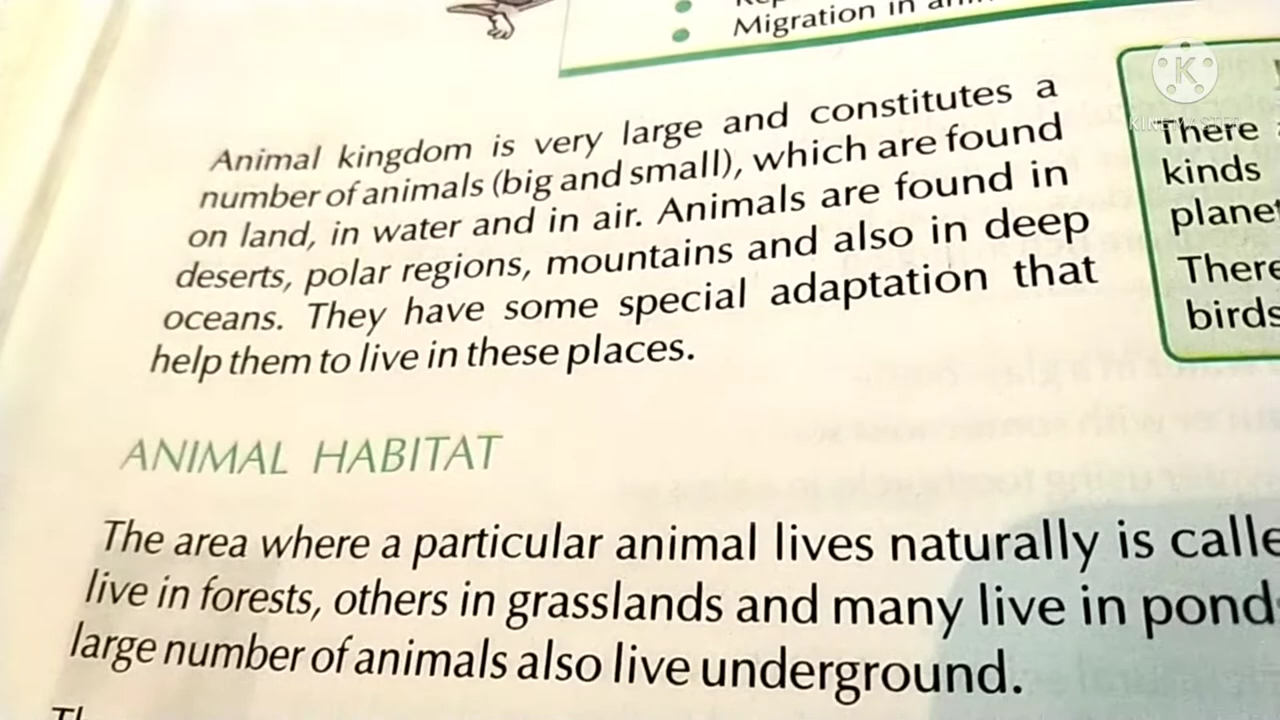 Migration in
Animal kingdom is very large and constitutes a
number of animals (big and small), which are found
on land, in water and in air. Animals are found in
deserts, polar regions, mountains and also in deep
oceans. They have some special adaptation that
help them to live in these places.
There
kinds
planet
There
birds
KINEMASTER
ANIMAL HABITAT
The area where a particular animal lives naturally is calle
live in forests, others in grasslands and many live in pond
large number of animals also live underground.